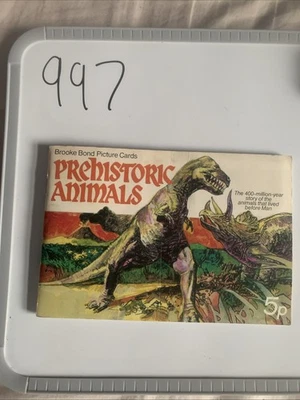 997
Brooke Bond Picture Cards
PREHISTORIC
ANIMALS
The 400-million-year
story of the
animals that lived
before Man
5p